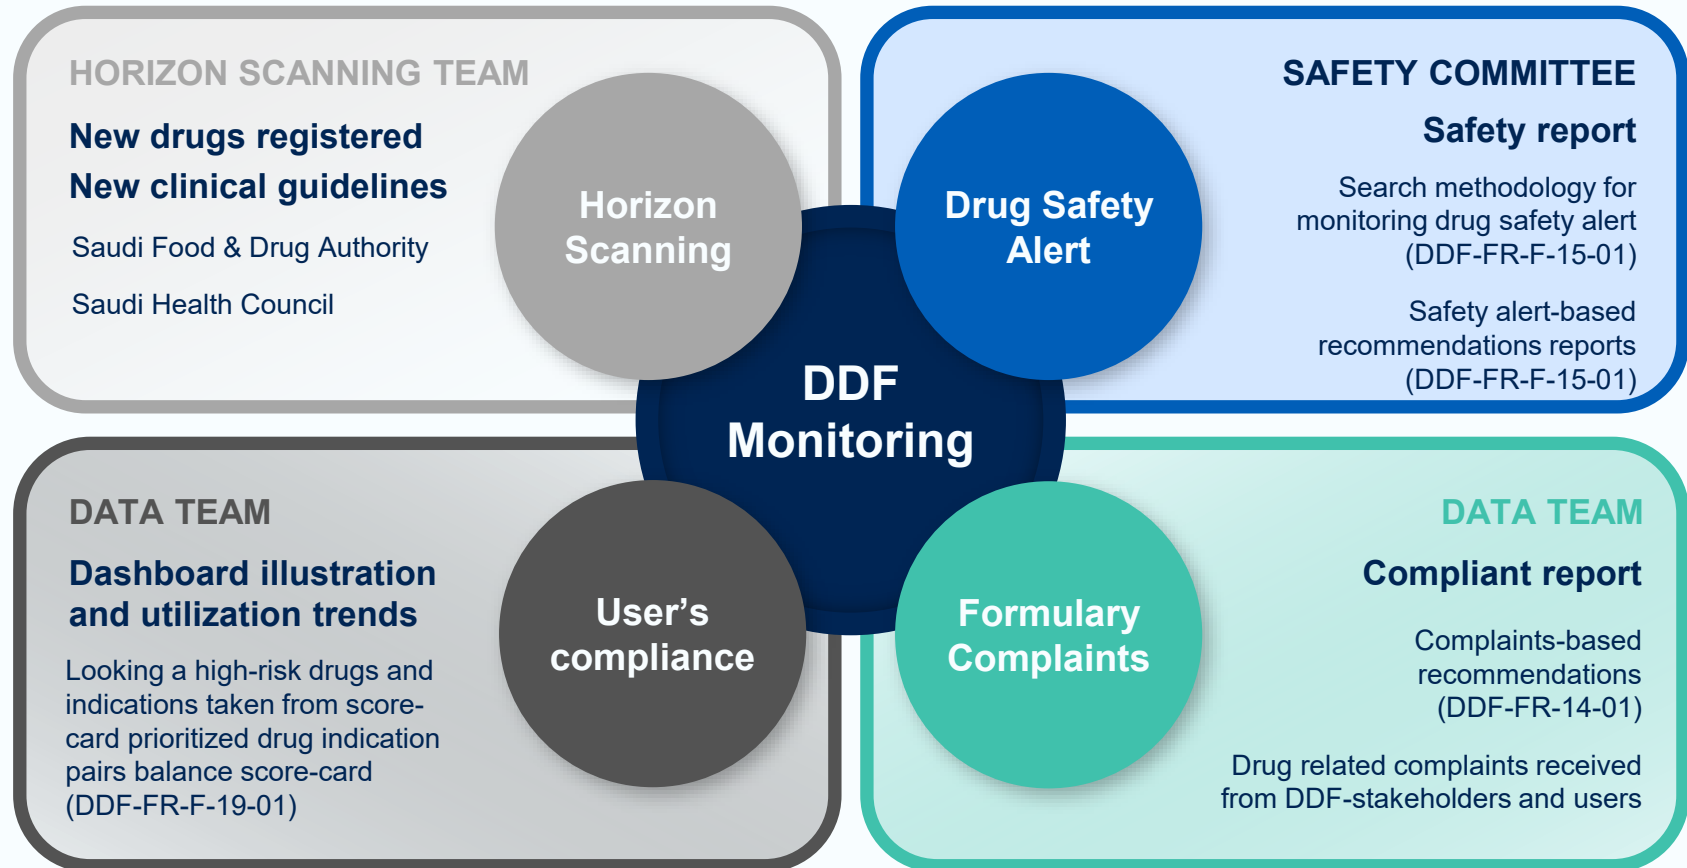 HORIZON SCANNING TEAM
New drugs registered
New clinical guidelines
Saudi Food & Drug Authority
Saudi Health Council
Horizon
Scanning
SAFETY COMMITTEE
Safety report
Search methodology for
monitoring drug safety alert
(DDF-FR-F-15-01)
Safety alert-based
recommendations reports
(DDF-FR-F-15-01)
Drug Safety
Alert
DDF
Monitoring
DATA TEAM
Dashboard illustration
and utilization trends
Looking a high-risk drugs and
indications taken from score-
card prioritized drug indication
pairs balance score-card
(DDF-FR-F-19-01)
User’s
compliance
DATA TEAM
Compliant report
Complaints-based
recommendations
(DDF-FR-14-01)
Drug related complaints received
from DDF-stakeholders and users
Formulary
Complaints